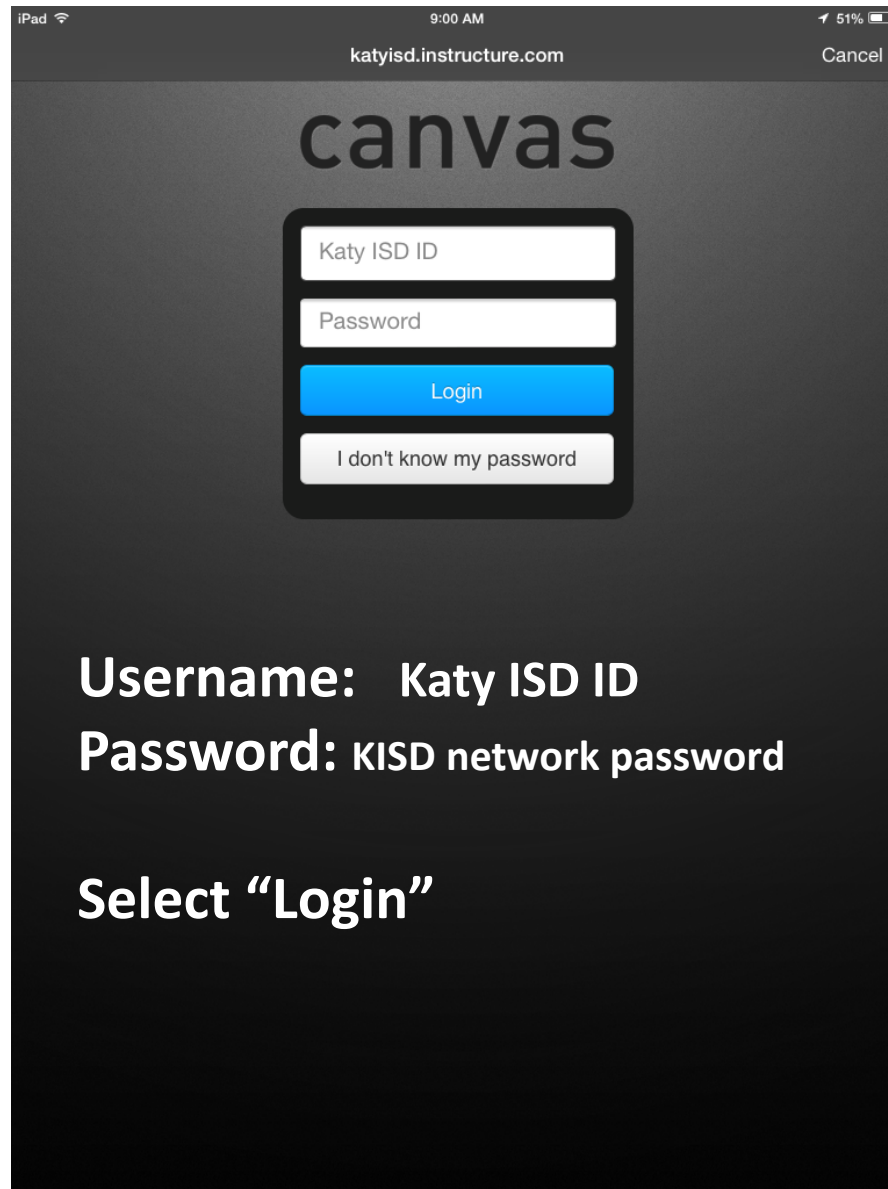 iPad 9:00 AM 51%
katyisd.instructure.com Cancel
canvas
Katy ISD ID
Password
Login
I don't know my password
Username: Katy ISD ID
Password: KISD network password
Select “Login”